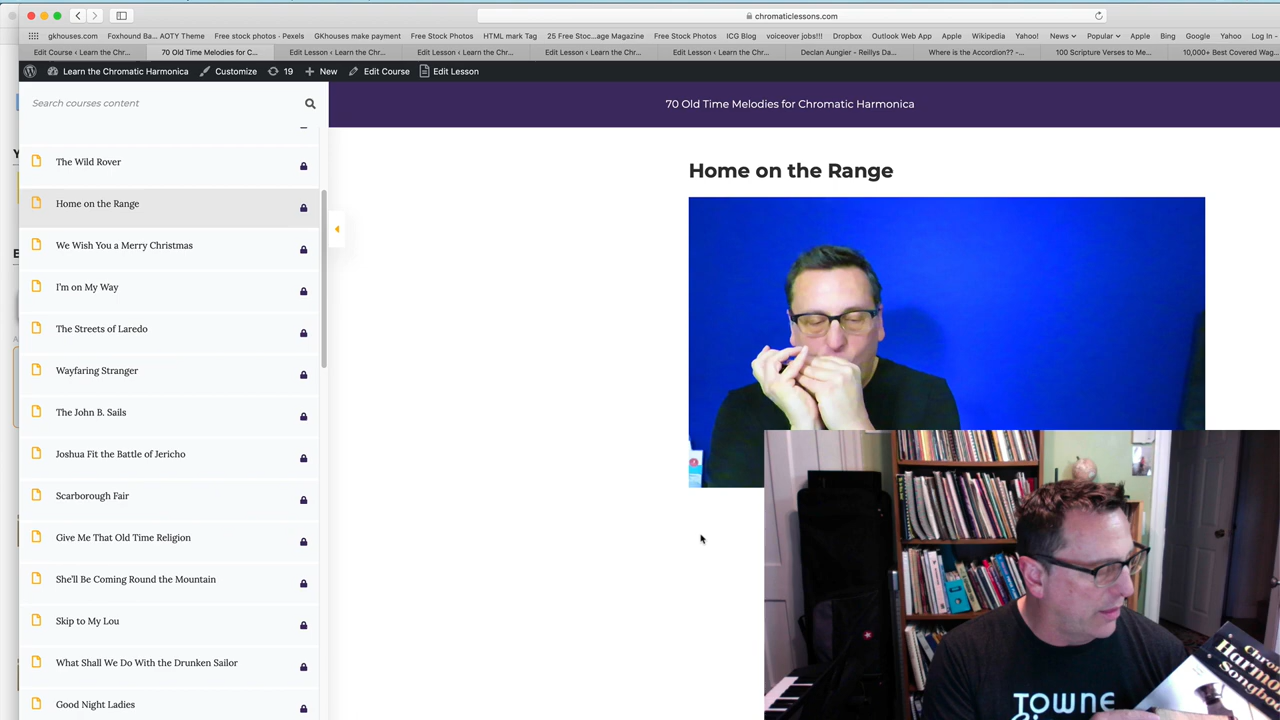 chromaticlessons.com
gkhouses.com Foxhound Ba... AOTY Theme Free stock photos · Pexels GKhouses make payment Free Stock Photos HTML mark Tag 25 Free Stoc...age Magazine Free Stock Photos ICG Blog voiceover jobs!!! Dropbox Outlook Web App Apple Wikipedia Yahoo! News Popular Apple Bing Google Yahoo Log In -
Edit Course ‹ Learn the Chr... 70 Old Time Melodies for C... Edit Lesson ‹ Learn the Chr... Edit Lesson ‹ Learn the Chr... Edit Lesson ‹ Learn the Chr... Edit Lesson ‹ Learn the Chr... Declan Aungier - Reillys Da... Where is the Accordion?? -... 100 Scripture Verses to Me... 10,000+ Best Covered Wag...
Learn the Chromatic Harmonica Customize 19 New Edit Course Edit Lesson
Search courses content
70 Old Time Melodies for Chromatic Harmonica
The Wild Rover
Home on the Range
Home on the Range
We Wish You a Merry Christmas
I'm on My Way
The Streets of Laredo
Wayfaring Stranger
The John B. Sails
Joshua Fit the Battle of Jericho
Scarborough Fair
Give Me That Old Time Religion
She'll Be Coming Round the Mountain
Skip to My Lou
What Shall We Do With the Drunken Sailor
Good Night Ladies
TOWNE